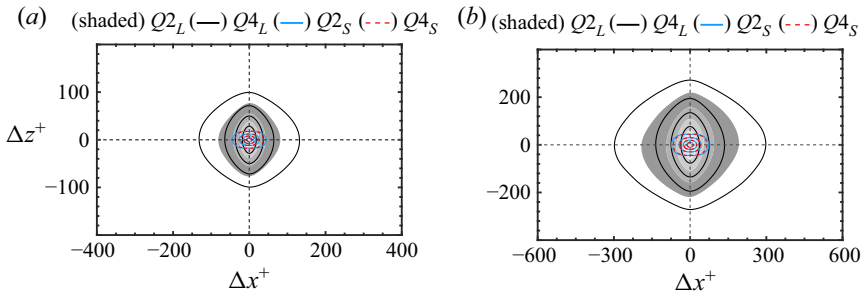 (a) (shaded) Q2_L (—) Q4_L (—) Q2_S (---) Q4_S
100
0
−100
Δz⁺
−400 −200 0 200 400
Δx⁺
(b) (shaded) Q2_L (—) Q4_L (—) Q2_S (---) Q4_S
200
0
−200
−600 −300 0 300 600
Δx⁺